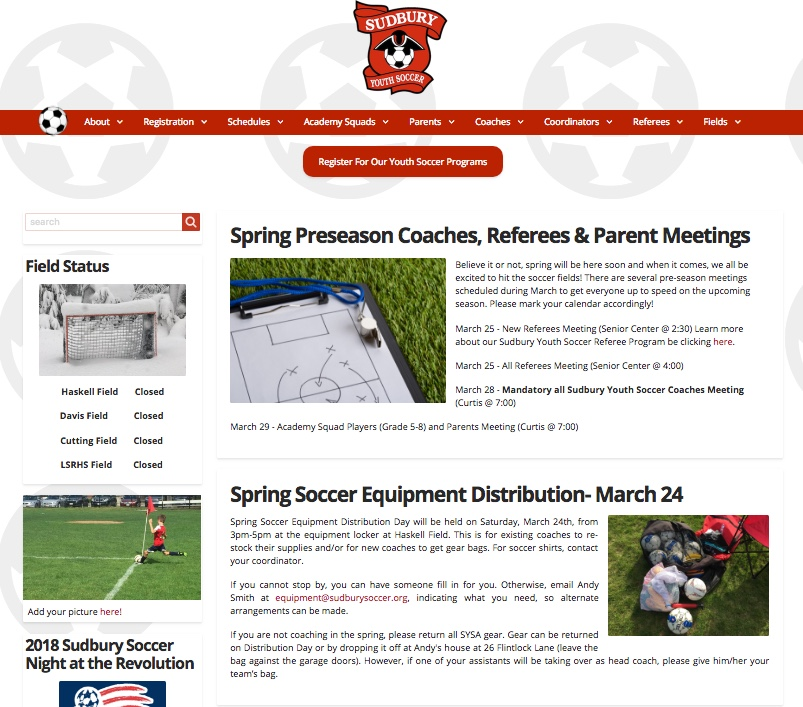 SUDBURY
YOUTH SOCCER
About
Registration
Schedules
Academy Squads
Parents
Coaches
Coordinators
Referees
Fields
Register For Our Youth Soccer Programs
search
Field Status
Haskell Field Closed
Davis Field Closed
Cutting Field Closed
LSRHS Field Closed
Add your picture here!
2018 Sudbury Soccer
Night at the Revolution
Spring Preseason Coaches, Referees & Parent Meetings
Believe it or not, spring will be here soon and when it comes, we all be
excited to hit the soccer fields! There are several pre-season meetings
scheduled during March to get everyone up to speed on the upcoming
season. Please mark your calendar accordingly!
March 25 - New Referees Meeting (Senior Center @ 2:30) Learn more
about our Sudbury Youth Soccer Referee Program be clicking here.
March 25 - All Referees Meeting (Senior Center @ 4:00)
March 28 - Mandatory all Sudbury Youth Soccer Coaches Meeting
(Curtis @ 7:00)
March 29 - Academy Squad Players (Grade 5-8) and Parents Meeting (Curtis @ 7:00)
Spring Soccer Equipment Distribution- March 24
Spring Soccer Equipment Distribution Day will be held on Saturday, March 24th, from
3pm-5pm at the equipment locker at Haskell Field. This is for existing coaches to re-
stock their supplies and/or for new coaches to get gear bags. For soccer shirts, contact
your coordinator.
If you cannot stop by, you can have someone fill in for you. Otherwise, email Andy
Smith at equipment@sudburysoccer.org, indicating what you need, so alternate
arrangements can be made.
If you are not coaching in the spring, please return all SYSA gear. Gear can be returned
on Distribution Day or by dropping it off at Andy's house at 26 Flintlock Lane (leave the
bag against the garage doors). However, if one of your assistants will be taking over as head coach, please give him/her your
team's bag.